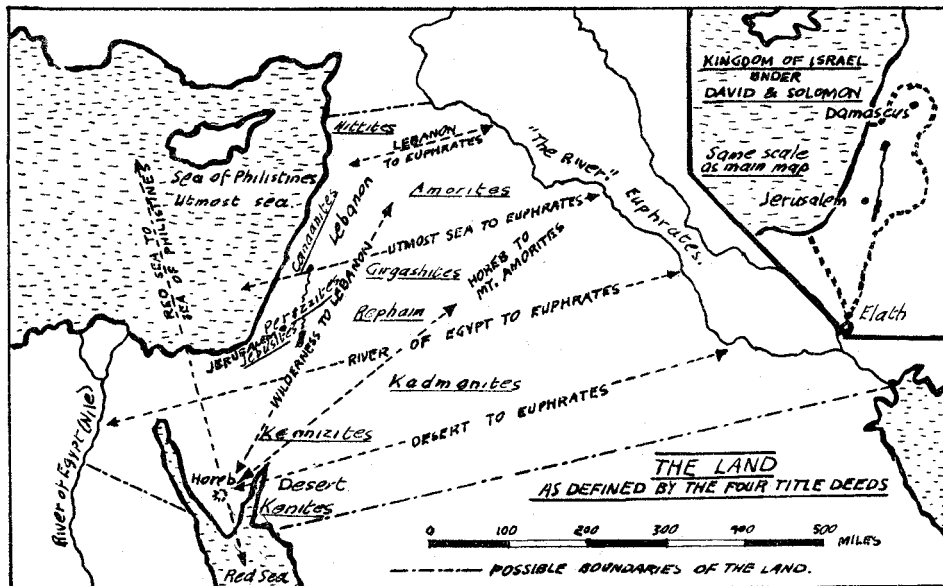 KINGDOM OF ISRAEL
UNDER
DAVID & SOLOMON
Damascus
Same scale
as main map
Jerusalem
Elath
Hittites
LEBANON
TO EUPHRATES
"The River" Euphrates
Sea of Philistines
Utmost sea
RED SEA TO
SEA OF PHILISTINES
Canaanites
Lebanon
Amorites
UTMOST SEA TO EUPHRATES
HOREB TO
MT. AMORITES
Girgashites
Perezzites
Rephaim
JERUSALEM
Jebusites
WILDERNESS TO LEBANON
RIVER OF EGYPT TO EUPHRATES
Kadmonites
DESERT TO EUPHRATES
Kennizites
River of Egypt (Nile)
Horeb
Desert
Kenites
Red Sea
THE LAND
AS DEFINED BY THE FOUR TITLE DEEDS
0 100 200 300 400 500
MILES
POSSIBLE BOUNDARIES OF THE LAND.